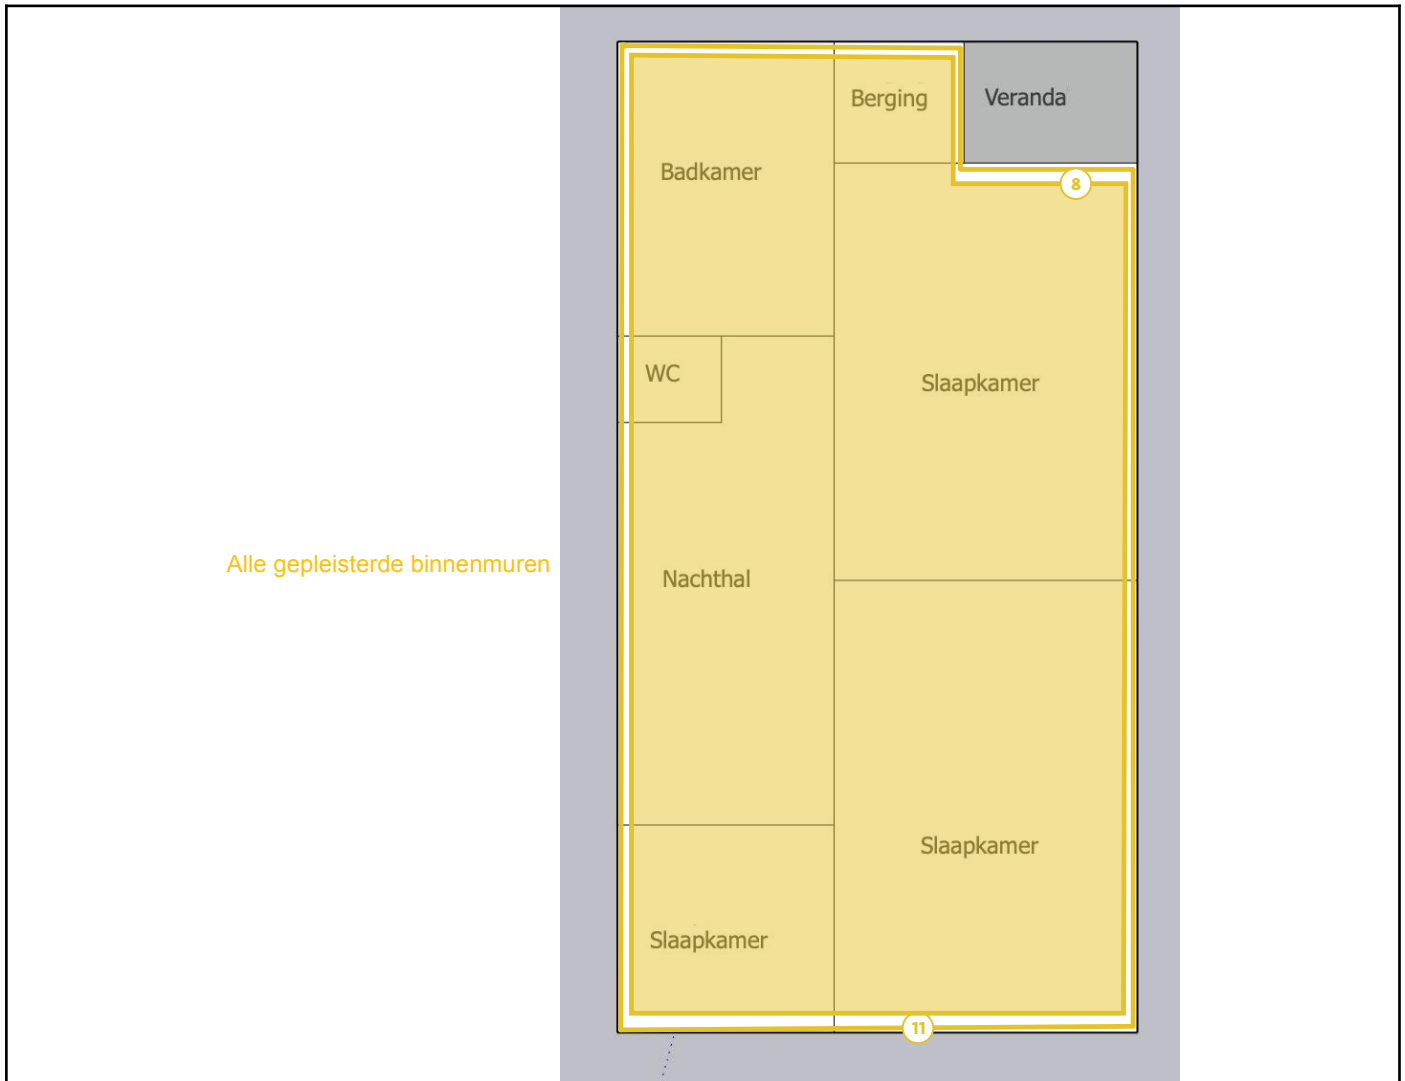 Berging
Veranda
Badkamer
8
WC
Slaapkamer
Alle gepleisterde binnenmuren
Nachthal
Slaapkamer
Slaapkamer
11